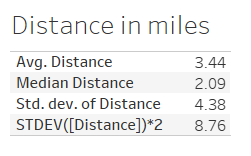 Distance in miles
Avg. Distance 3.44
Median Distance 2.09
Std. dev. of Distance 4.38
STDEV([Distance])*2 8.76